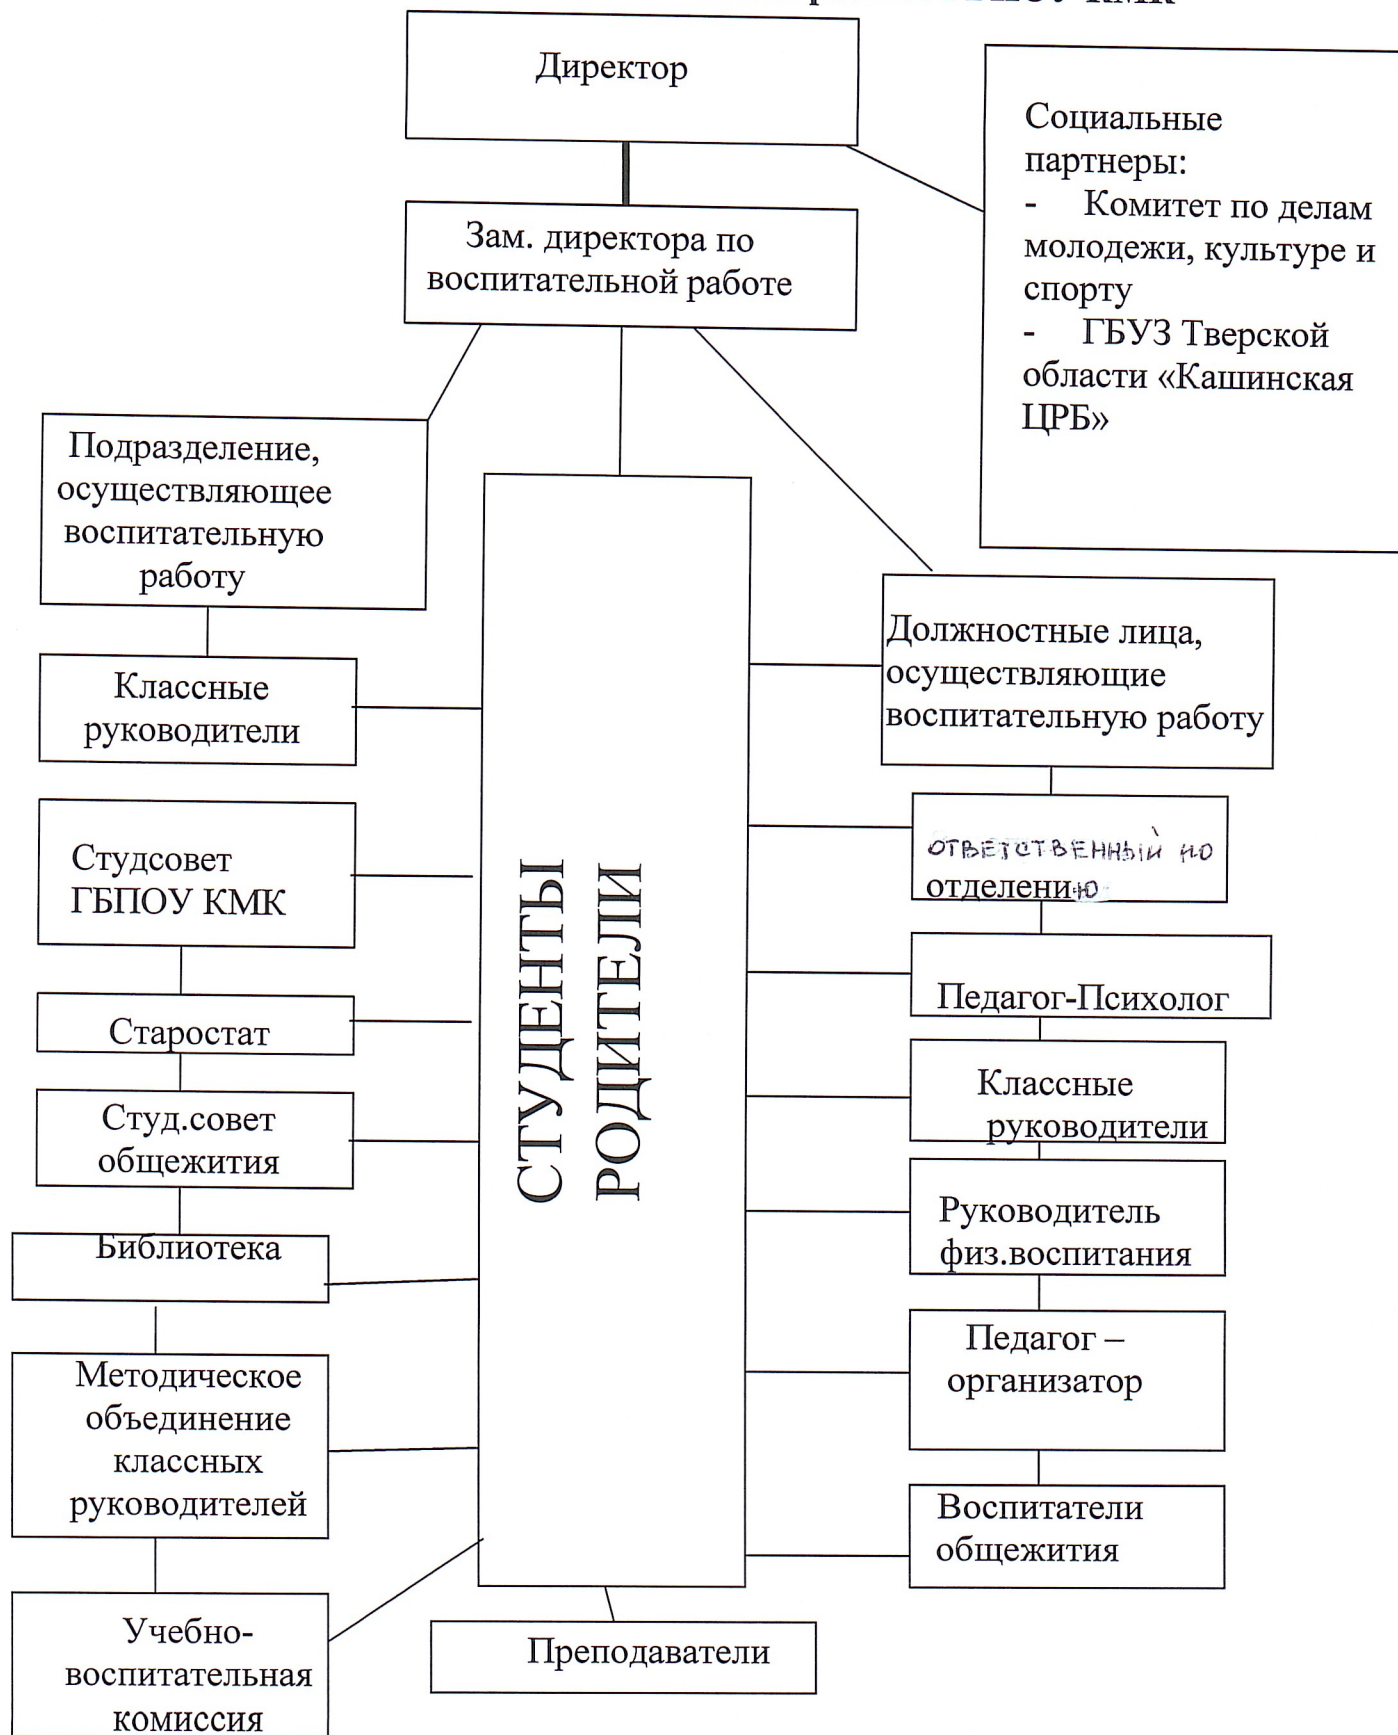 Директор
Социальные
партнеры:
- Комитет по делам
молодежи, культуре и
спорту
- ГБУЗ Тверской
области «Кашинская
ЦРБ»
Зам. директора по
воспитательной работе
Подразделение,
осуществляющее
воспитательную
работу
Классные
руководители
Студсовет
ГБПОУ КМК
Старостат
Студ.совет
общежития
Библиотека
Методическое
объединение
классных
руководителей
Учебно-
воспитательная
комиссия
СТУДЕНТЫ
РОДИТЕЛИ
Преподаватели
Должностные лица,
осуществляющие
воспитательную работу
ответственный по
отделению
Педагог-Психолог
Классные
руководители
Руководитель
физ.воспитания
Педагог –
организатор
Воспитатели
общежития